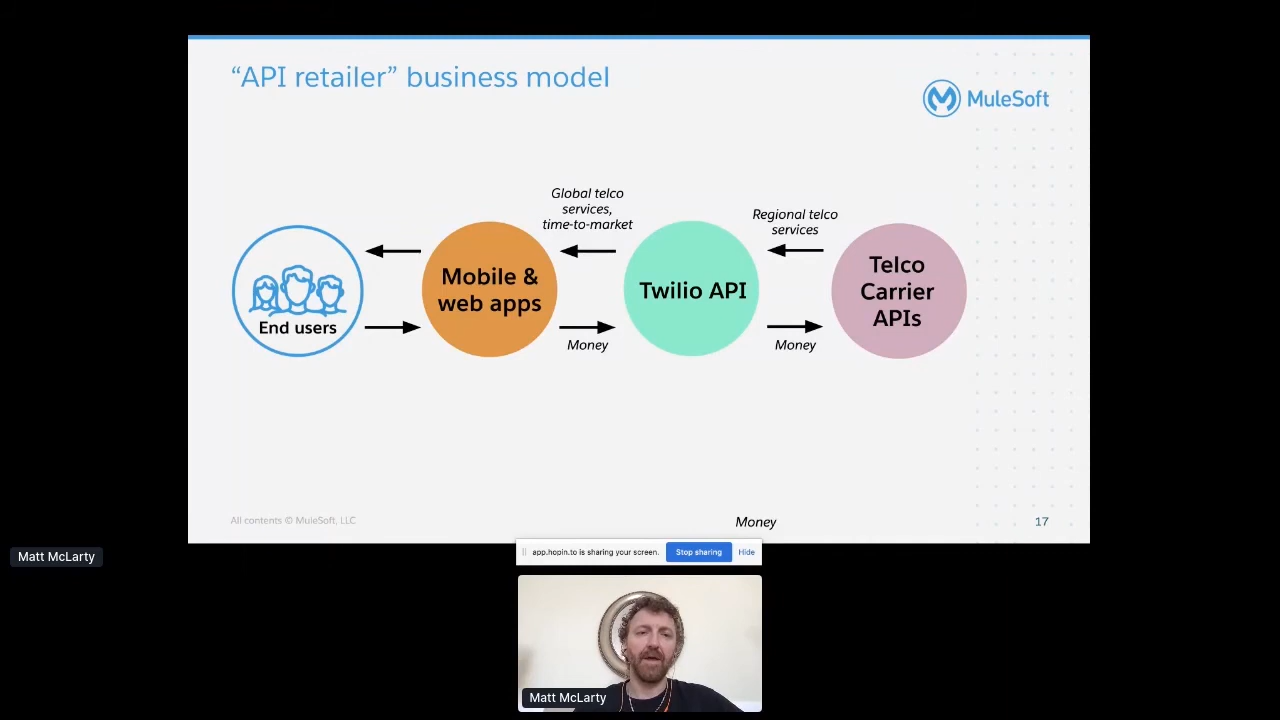 “API retailer” business model
MuleSoft
Global telco
services,
time-to-market
Regional telco
services
End users
Mobile &
web apps
Twilio API
Telco
Carrier
APIs
Money
Money
All contents © MuleSoft, LLC
Money
17
Matt McLarty
app.hopin.to is sharing your screen.
Stop sharing
Hide
Matt McLarty